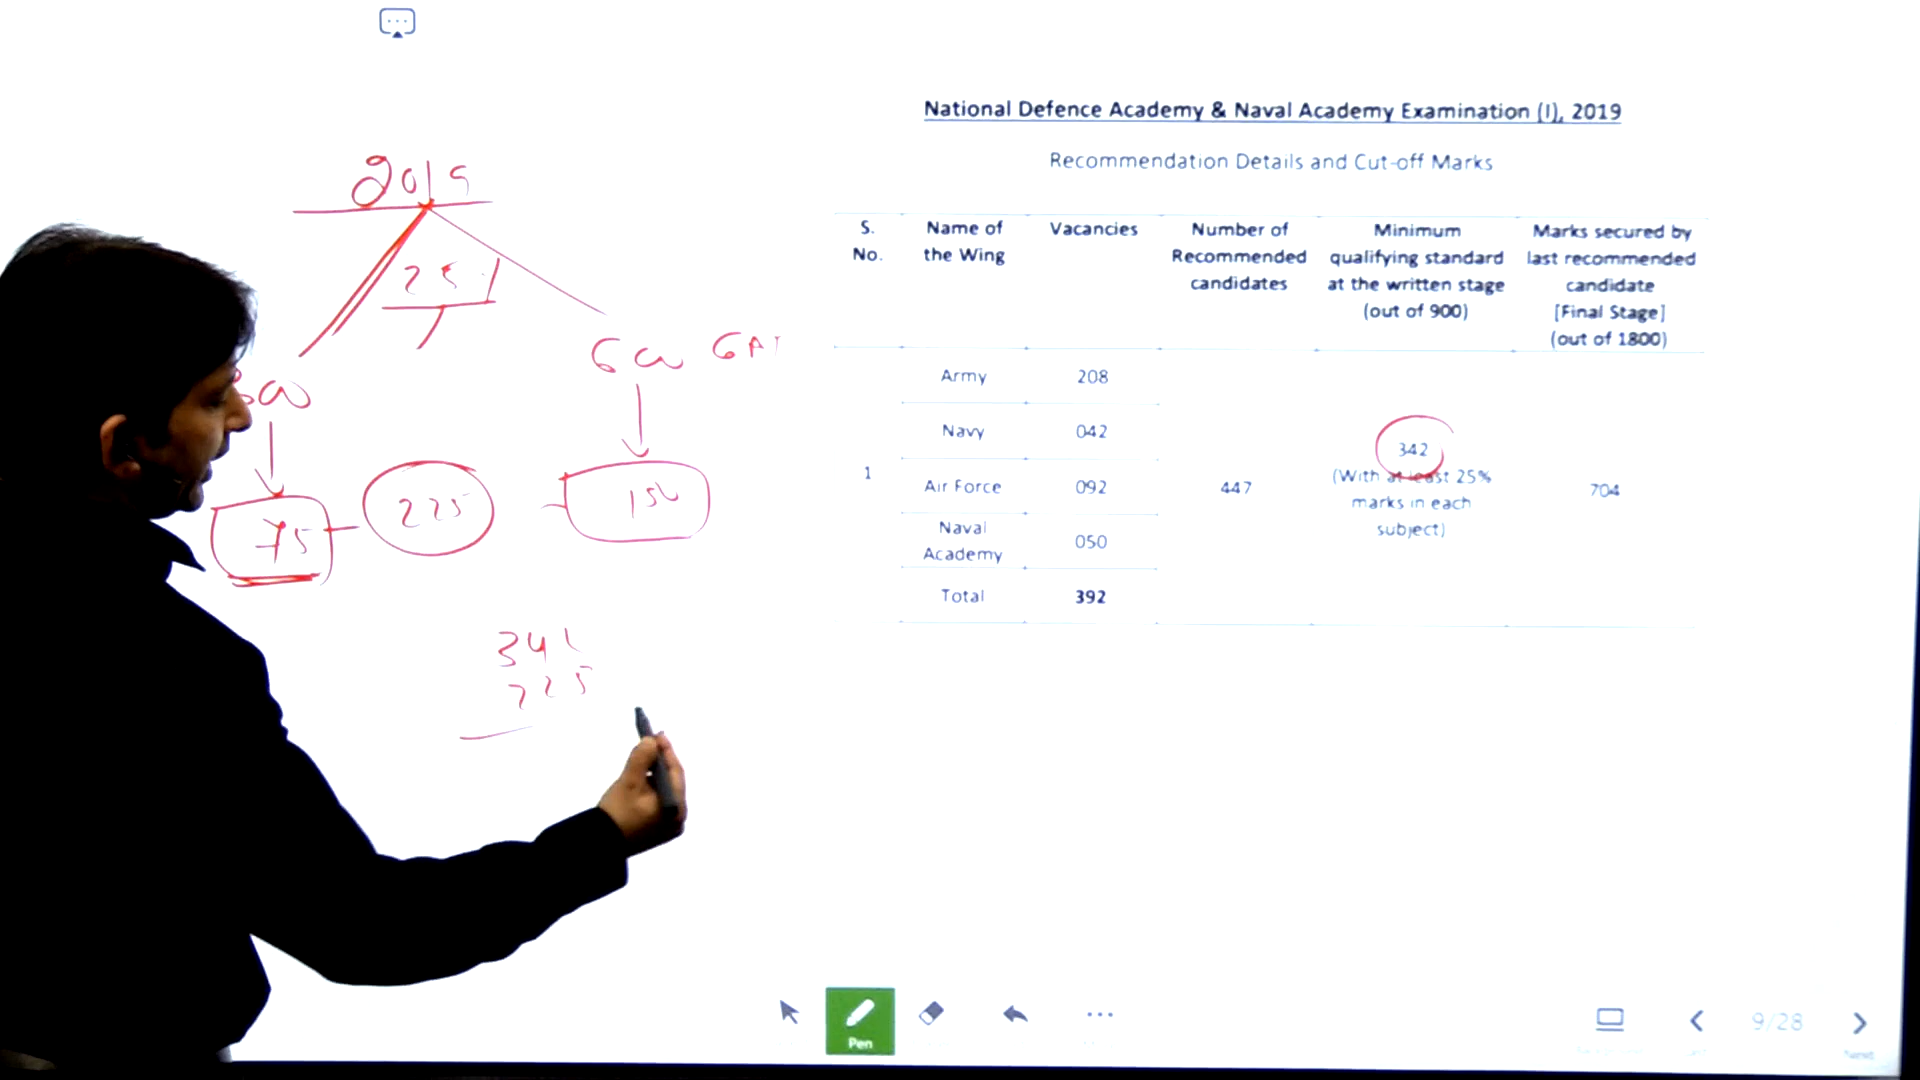 National Defence Academy & Naval Academy Examination (I), 2019
Recommendation Details and Cut-off Marks
S. No. Name of the Wing Vacancies Number of Recommended candidates Minimum qualifying standard at the written stage (out of 900) Marks secured by last recommended candidate [Final Stage] (out of 1800)
Army 208
Navy 042
1 Air Force 092 447 342 (With at least 25% marks in each subject) 704
Naval Academy 050
Total 392
2019
25
GAT
75 225 150
34
225
Pen
9/28
Next